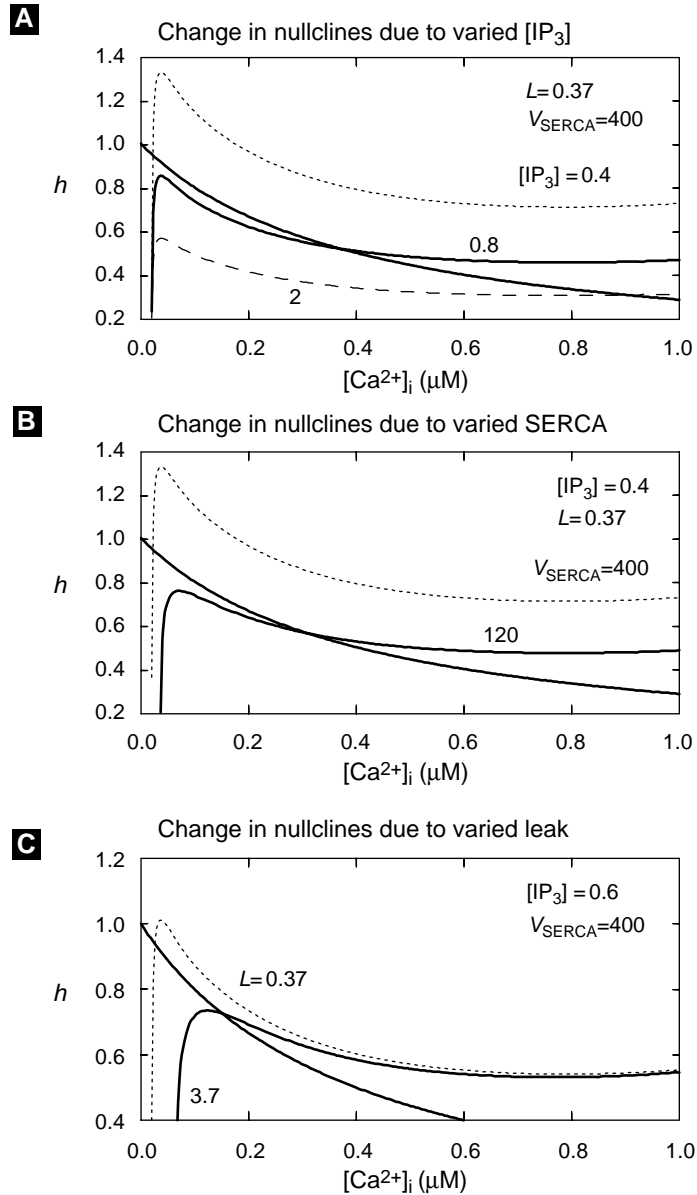 A
Change in nullclines due to varied [IP3]
1.4
1.2
1.0
0.8
0.6
0.4
0.2
h
L=0.37
VSERCA=400
[IP3] = 0.4
0.8
2
0.0
0.2
0.4
0.6
0.8
1.0
[Ca2+]i (μM)
B
Change in nullclines due to varied SERCA
1.4
1.2
1.0
0.8
0.6
0.4
0.2
h
[IP3] = 0.4
L=0.37
VSERCA=400
120
0.0
0.2
0.4
0.6
0.8
1.0
[Ca2+]i (μM)
C
Change in nullclines due to varied leak
1.0
0.8
0.6
0.4
h
[IP3] = 0.6
VSERCA=400
L=0.37
3.7
0.0
0.2
0.4
0.6
0.8
1.0
[Ca2+]i (μM)